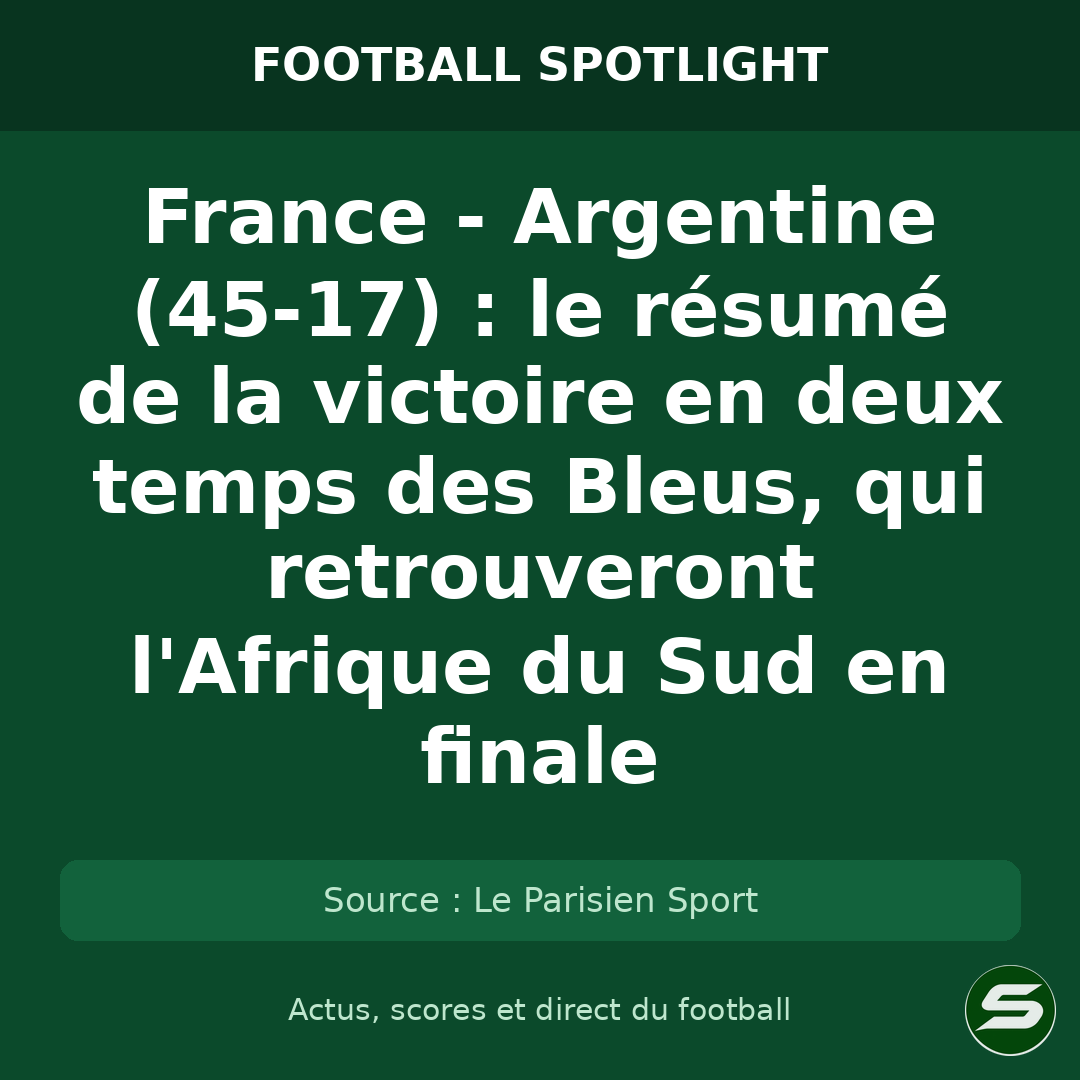 FOOTBALL SPOTLIGHT
France - Argentine
(45-17) : le résumé
de la victoire en deux
temps des Bleus, qui
retrouveront
l'Afrique du Sud en
finale
Source : Le Parisien Sport
Actus, scores et direct du football
S